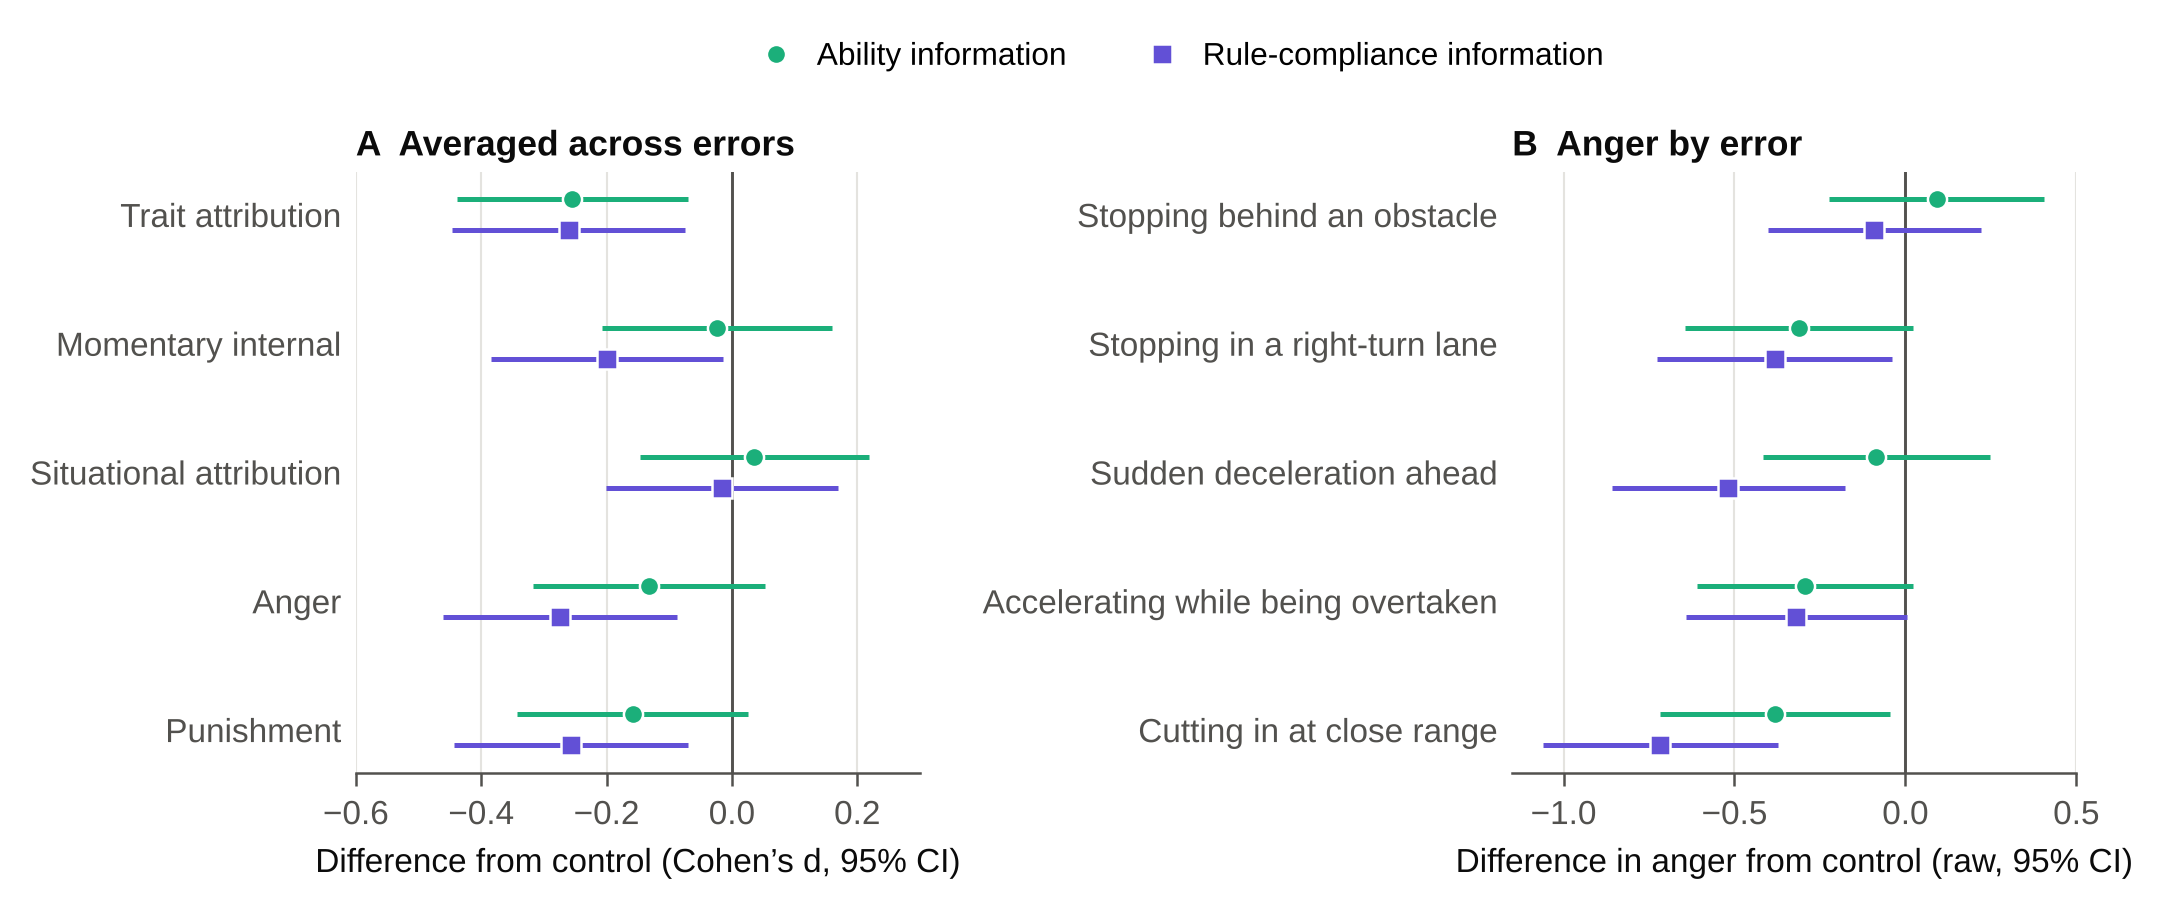 Ability information
Rule-compliance information
A Averaged across errors
Trait attribution
Momentary internal
Situational attribution
Anger
Punishment
−0.6
−0.4
−0.2
0.0
0.2
Difference from control (Cohen’s d, 95% CI)
B Anger by error
Stopping behind an obstacle
Stopping in a right-turn lane
Sudden deceleration ahead
Accelerating while being overtaken
Cutting in at close range
−1.0
−0.5
0.0
0.5
Difference in anger from control (raw, 95% CI)